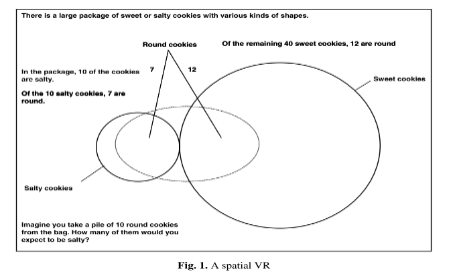 There is a large package of sweet or salty cookies with various kinds of shapes.
Round cookies
Of the remaining 40 sweet cookies, 12 are round
In the package, 10 of the cookies
are salty.
7
12
Sweet cookies
Of the 10 salty cookies, 7 are
round.
Salty cookies
Imagine you take a pile of 10 round cookies
from the bag. How many of them would you
expect to be salty?
Fig. 1. A spatial VR